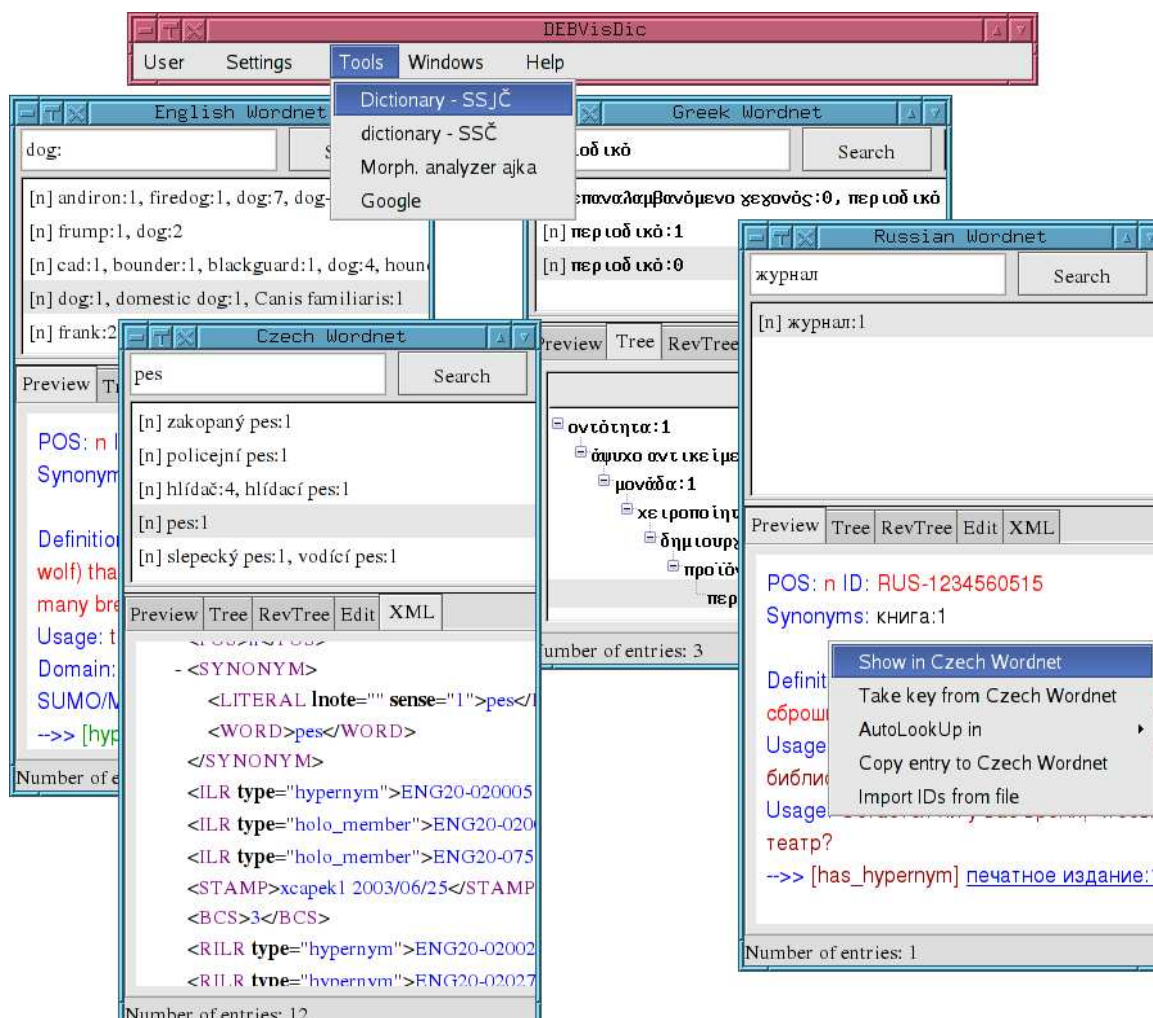 DEBVisDic
User Settings Tools Windows Help
Dictionary - SSJČ
dictionary - SSČ
Morph. analyzer ajka
Google
English Wordnet
dog:
[n] andiron:1, firedog:1, dog:7, dog-
[n] frump:1, dog:2
[n] cad:1, bounder:1, blackguard:1, dog:4, houn
[n] dog:1, domestic dog:1, Canis familiaris:1
[n] frank:2
Preview
POS: n
Synonym
Definition
wolf) tha
many bre
Usage: t
Domain:
SUMO/M
-->> [hyp
Number of e
Czech Wordnet
pes
Search
[n] zakopaný pes:1
[n] policejní pes:1
[n] hlídač:4, hlídací pes:1
[n] pes:1
[n] slepecký pes:1, vodící pes:1
Preview Tree RevTree Edit XML
- <SYNONYM>
<LITERAL lnote="" sense="1">pes</
<WORD>pes</WORD>
</SYNONYM>
<ILR type="hypernym">ENG20-020005
<ILR type="holo_member">ENG20-020
<ILR type="holo_member">ENG20-075
<STAMP>xcapek1 2003/06/25</STAMP
<BCS>3</BCS>
<RILR type="hypernym">ENG20-02002
<RILR type="hypernym">ENG20-02027
Number of entries: 12
Greek Wordnet
ιοδικό
Search
επαναλαμβανόμενο γεγονός:0, περιοδικό
[n] περιοδικό:1
[n] περιοδικό:0
Preview Tree RevTree
οντότητα:1
άψυχο αντικείμε
μονάδα:1
χειροποίητ
δημιουργ
προϊόν
περ
umber of entries: 3
Russian Wordnet
журнал
Search
[n] журнал:1
Preview Tree RevTree Edit XML
POS: n ID: RUS-1234560515
Synonyms: книга:1
Definit
сброш
Usage
библио
Usage:
театр?
-->> [has_hypernym] печатное издание:
Show in Czech Wordnet
Take key from Czech Wordnet
AutoLookUp in
Copy entry to Czech Wordnet
Import IDs from file
Number of entries: 1